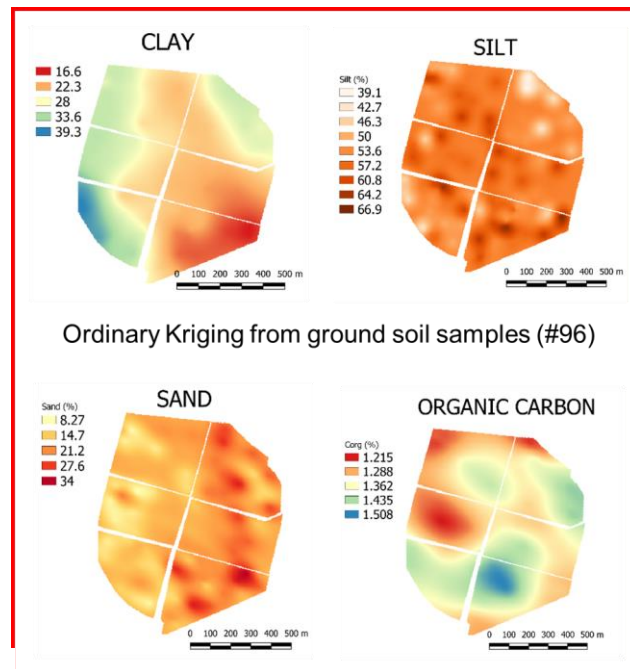 CLAY
16.6
22.3
28
33.6
39.3
0 100 200 300 400 500 m
SILT
Silt (%)
39.1
42.7
46.3
50
53.6
57.2
60.8
64.2
66.9
0 100 200 300 400 500 m
Ordinary Kriging from ground soil samples (#96)
SAND
Sand (%)
8.27
14.7
21.2
27.6
34
0 100 200 300 400 500 m
ORGANIC CARBON
Corg (%)
1.215
1.288
1.362
1.435
1.508
0 100 200 300 400 500 m